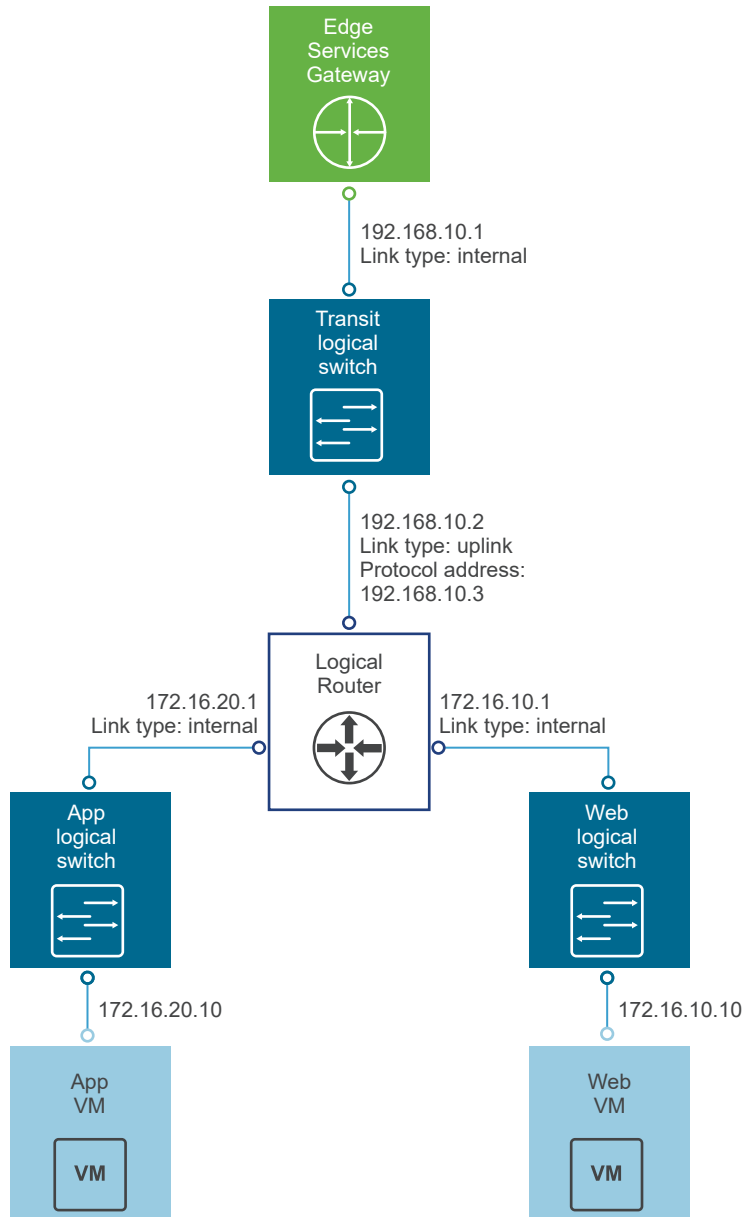 Edge
Services
Gateway
192.168.10.1
Link type: internal
Transit
logical
switch
192.168.10.2
Link type: uplink
Protocol address:
192.168.10.3
Logical
Router
172.16.20.1
Link type: internal
172.16.10.1
Link type: internal
App
logical
switch
Web
logical
switch
172.16.20.10
172.16.10.10
App
VM
VM
Web
VM
VM